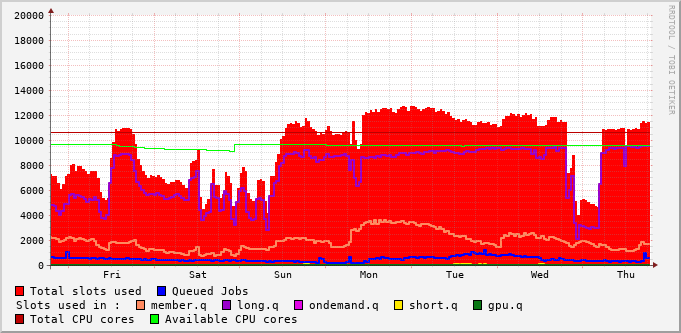 RRDTOOL / TOBI OETIKER
20000
18000
16000
14000
12000
10000
8000
6000
4000
2000
0
Fri Sat Sun Mon Tue Wed Thu
Total slots used Queued Jobs
Slots used in : member.q long.q ondemand.q short.q gpu.q
Total CPU cores Available CPU cores